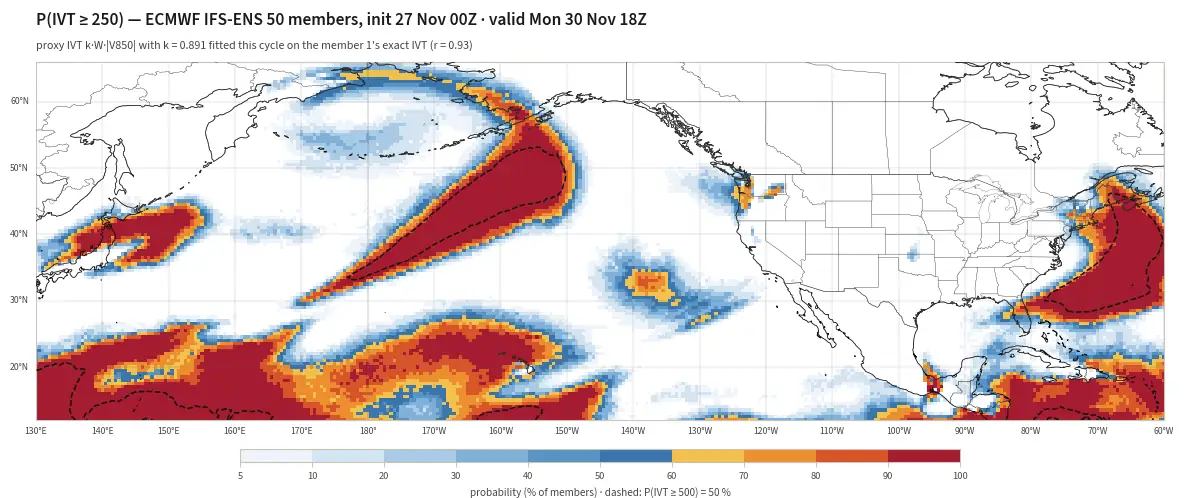 P(IVT ≥ 250) — ECMWF IFS-ENS 50 members, init 27 Nov 00Z · valid Mon 30 Nov 18Z
proxy IVT k·W·|V850| with k = 0.891 fitted this cycle on the member 1's exact IVT (r = 0.93)
60°N
50°N
40°N
30°N
20°N
130°E 140°E 150°E 160°E 170°E 180° 170°W 160°W 150°W 140°W 130°W 120°W 110°W 100°W 90°W 80°W 70°W 60°W
5 10 20 30 40 50 60 70 80 90 100
probability (% of members) · dashed: P(IVT ≥ 500) = 50 %